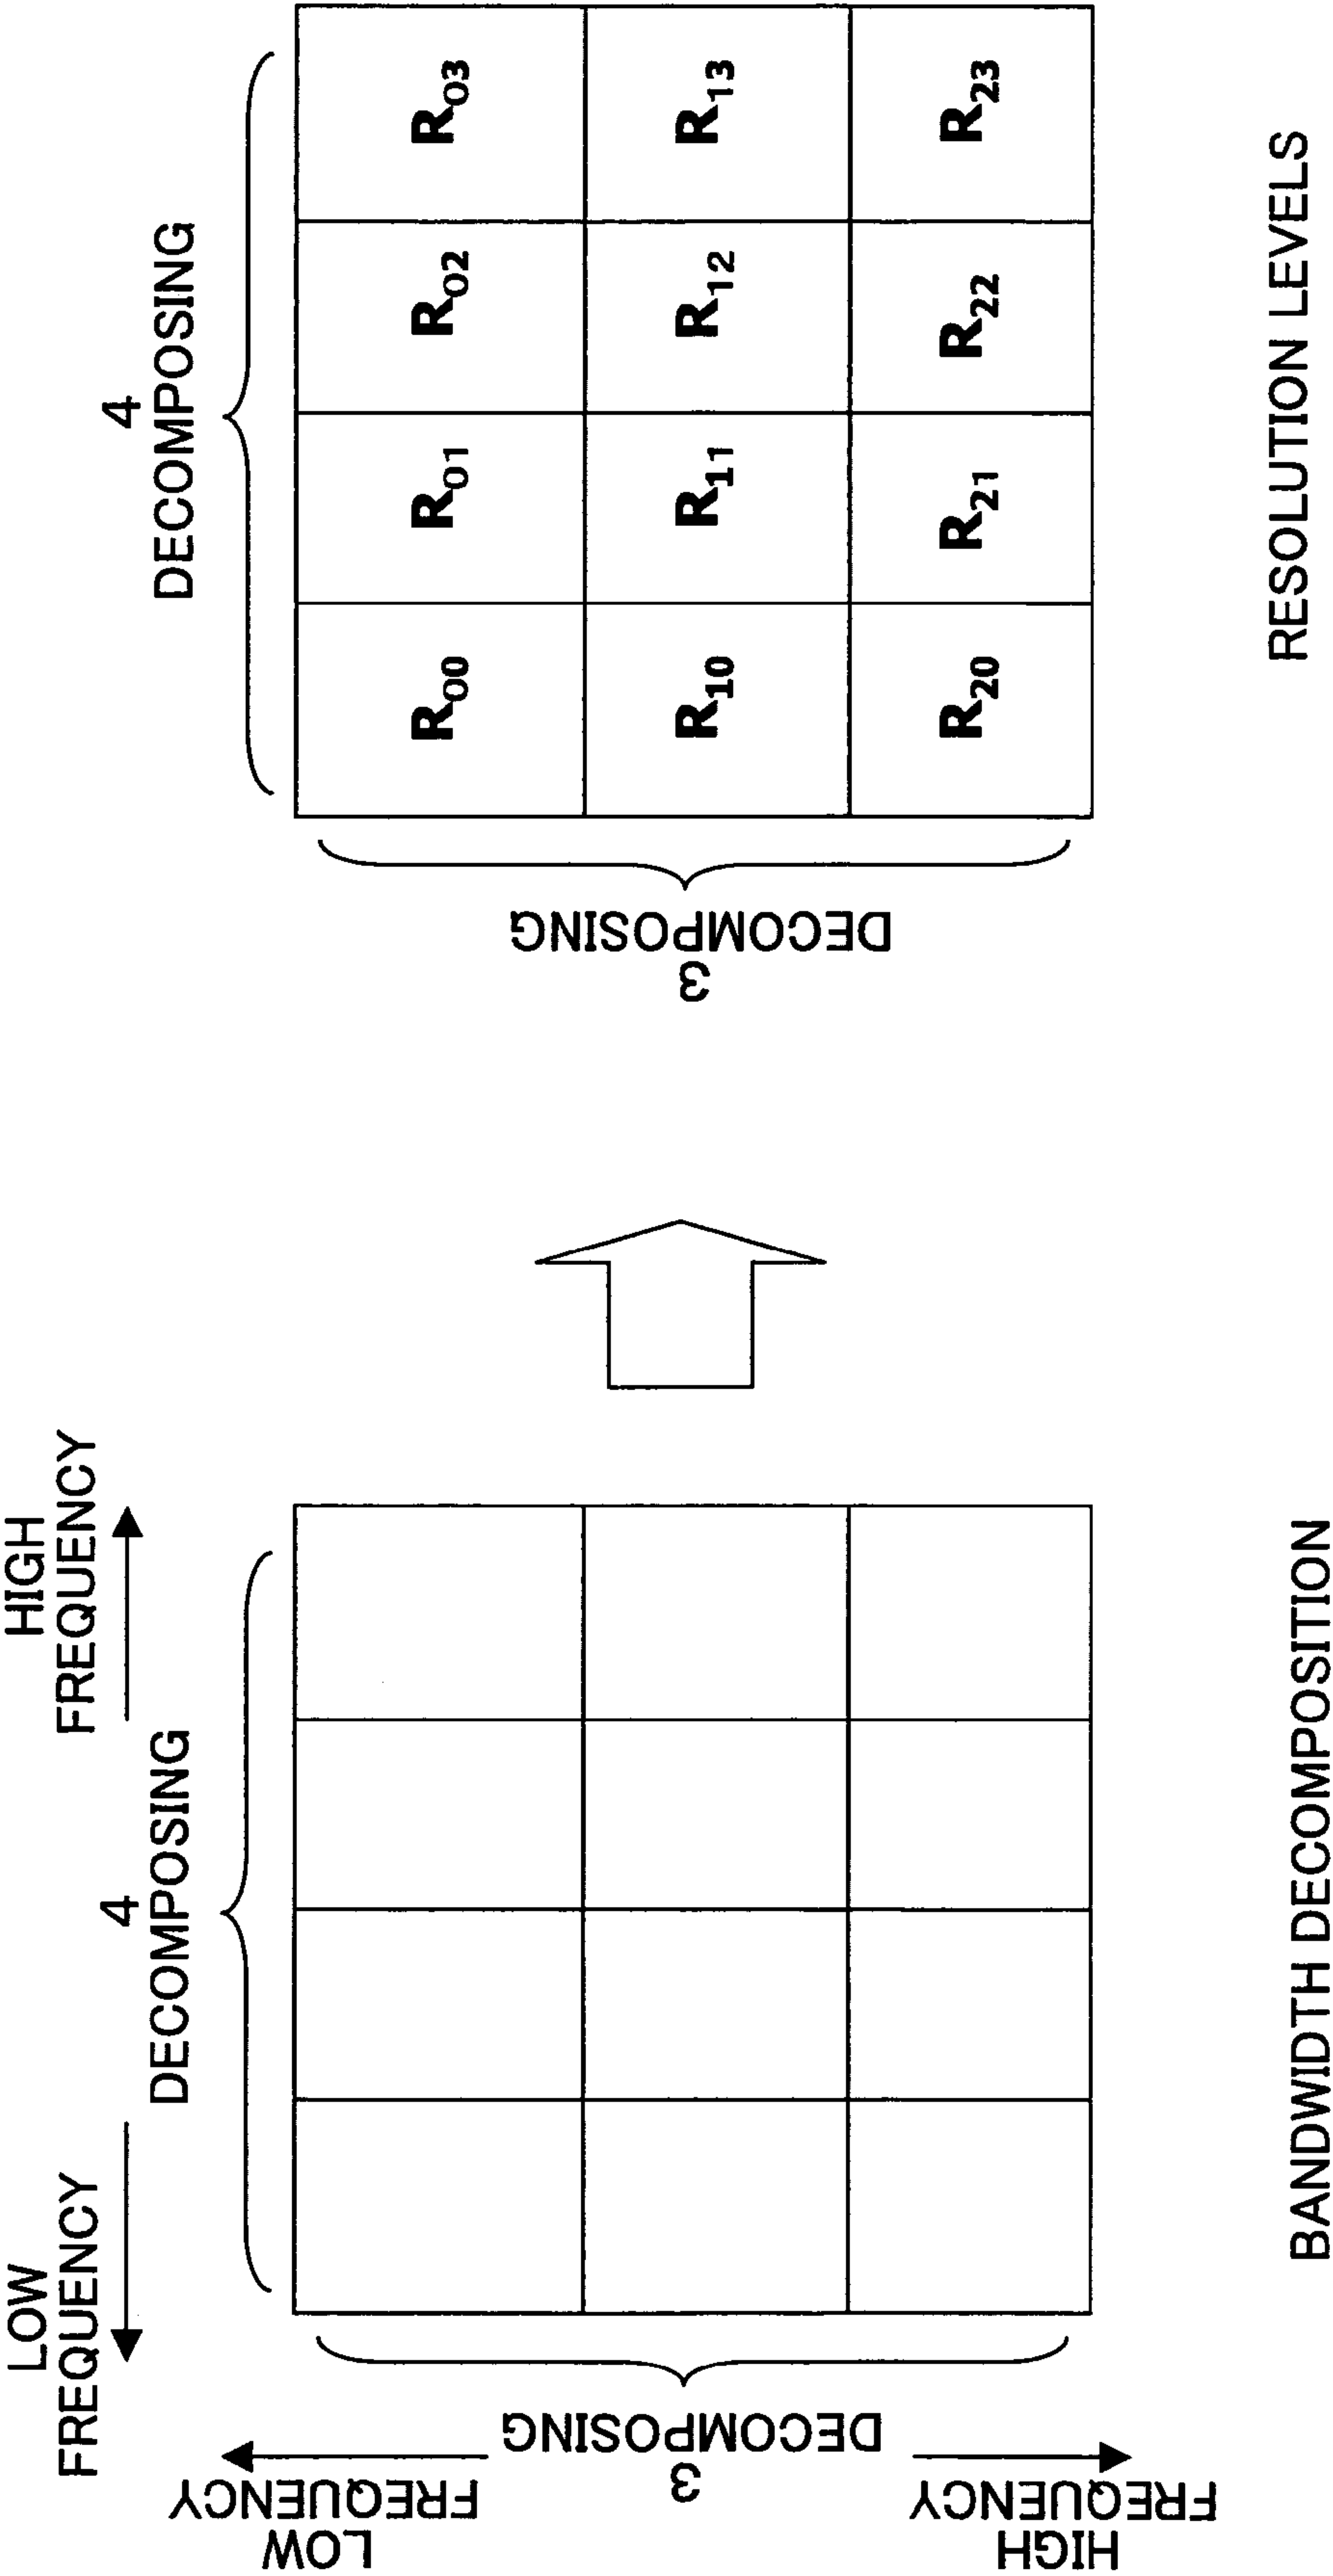 LOW
FREQUENCY
HIGH
FREQUENCY
4
DECOMPOSING
LOW
FREQUENCY
3
DECOMPOSING
HIGH
FREQUENCY
BANDWIDTH DECOMPOSITION
4
DECOMPOSING
3
DECOMPOSING
R00 R01 R02 R03
R10 R11 R12 R13
R20 R21 R22 R23
RESOLUTION LEVELS